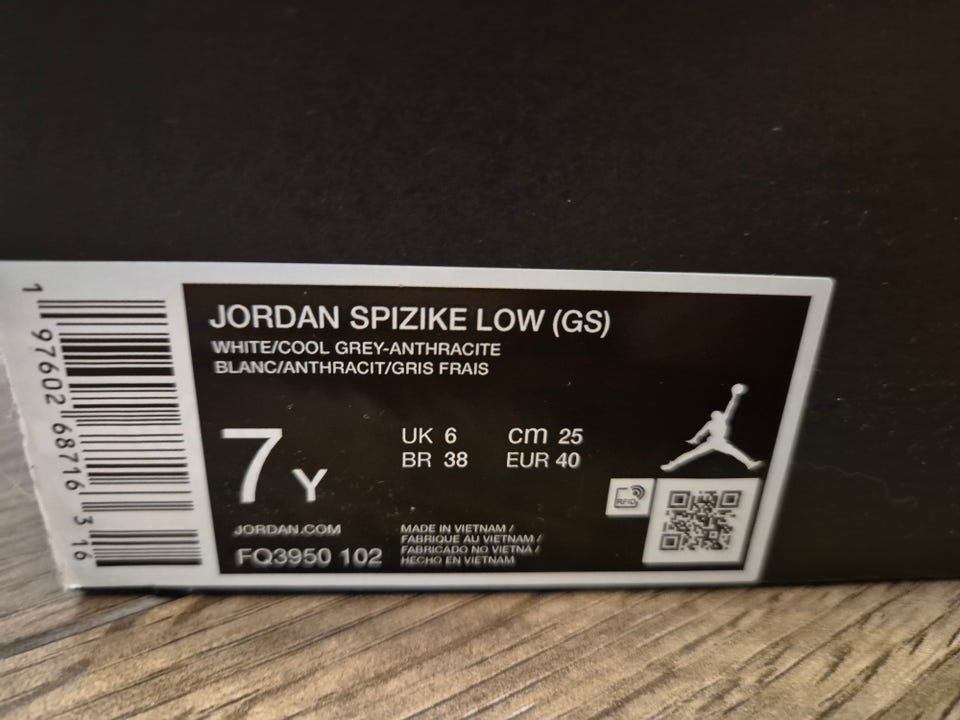 JORDAN SPIZIKE LOW (GS)
WHITE/COOL GREY-ANTHRACITE
BLANC/ANTHRACIT/GRIS FRAIS
7Y
UK 6 cm 25
BR 38 EUR 40
RFID
JORDAN.COM
FQ3950 102
MADE IN VIETNAM /
FABRIQUE AU VIETNAM /
FABRICADO NO VIETNÃ /
HECHO EN VIETNAM
1 97602 68716 3 16